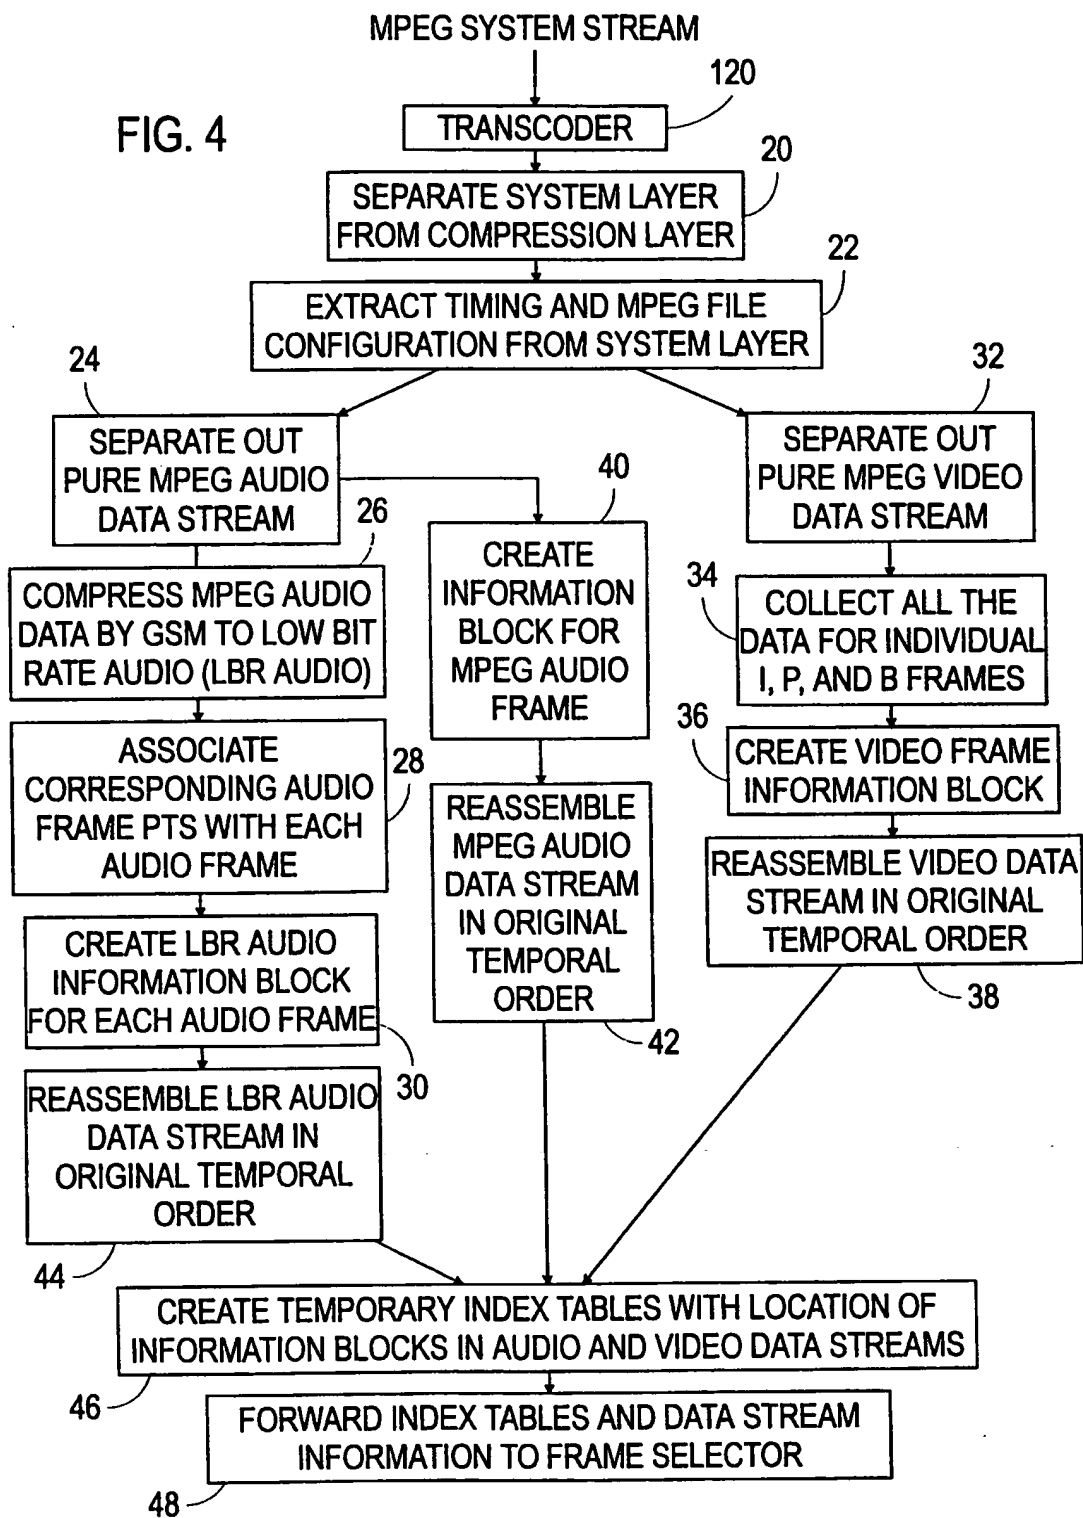 MPEG SYSTEM STREAM
FIG. 4
120
TRANSCODER
20
SEPARATE SYSTEM LAYER
FROM COMPRESSION LAYER
22
EXTRACT TIMING AND MPEG FILE
CONFIGURATION FROM SYSTEM LAYER
24
SEPARATE OUT
PURE MPEG AUDIO
DATA STREAM
26
COMPRESS MPEG AUDIO
DATA BY GSM TO LOW BIT
RATE AUDIO (LBR AUDIO)
ASSOCIATE
CORRESPONDING AUDIO
FRAME PTS WITH EACH
AUDIO FRAME
28
CREATE LBR AUDIO
INFORMATION BLOCK
FOR EACH AUDIO FRAME
30
REASSEMBLE LBR AUDIO
DATA STREAM IN
ORIGINAL TEMPORAL
ORDER
44
40
CREATE
INFORMATION
BLOCK FOR
MPEG AUDIO
FRAME
REASSEMBLE
MPEG AUDIO
DATA STREAM
IN ORIGINAL
TEMPORAL
ORDER
42
32
SEPARATE OUT
PURE MPEG VIDEO
DATA STREAM
34
COLLECT ALL THE
DATA FOR INDIVIDUAL
I, P, AND B FRAMES
36
CREATE VIDEO FRAME
INFORMATION BLOCK
REASSEMBLE VIDEO DATA
STREAM IN ORIGINAL
TEMPORAL ORDER
38
CREATE TEMPORARY INDEX TABLES WITH LOCATION OF
INFORMATION BLOCKS IN AUDIO AND VIDEO DATA STREAMS
46
FORWARD INDEX TABLES AND DATA STREAM
INFORMATION TO FRAME SELECTOR
48